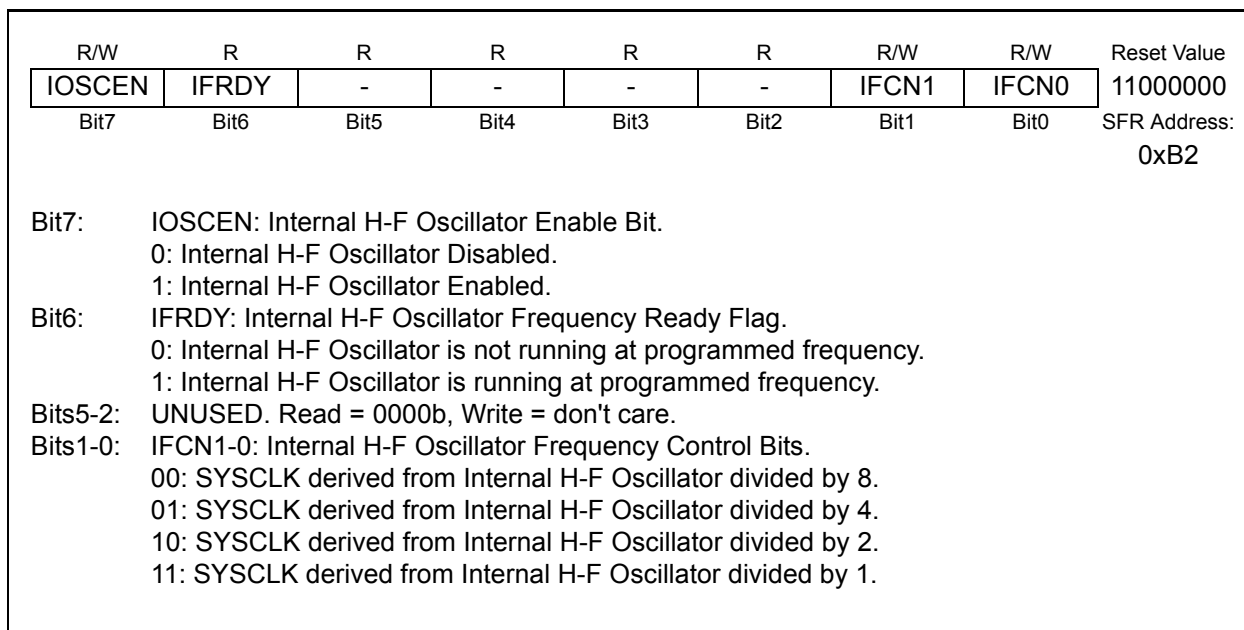 R/W R R R R R R/W R/W Reset Value
IOSCEN IFRDY - - - - IFCN1 IFCN0 11000000
Bit7 Bit6 Bit5 Bit4 Bit3 Bit2 Bit1 Bit0 SFR Address:
0xB2
Bit7: IOSCEN: Internal H-F Oscillator Enable Bit.
0: Internal H-F Oscillator Disabled.
1: Internal H-F Oscillator Enabled.
Bit6: IFRDY: Internal H-F Oscillator Frequency Ready Flag.
0: Internal H-F Oscillator is not running at programmed frequency.
1: Internal H-F Oscillator is running at programmed frequency.
Bits5-2: UNUSED. Read = 0000b, Write = don't care.
Bits1-0: IFCN1-0: Internal H-F Oscillator Frequency Control Bits.
00: SYSCLK derived from Internal H-F Oscillator divided by 8.
01: SYSCLK derived from Internal H-F Oscillator divided by 4.
10: SYSCLK derived from Internal H-F Oscillator divided by 2.
11: SYSCLK derived from Internal H-F Oscillator divided by 1.